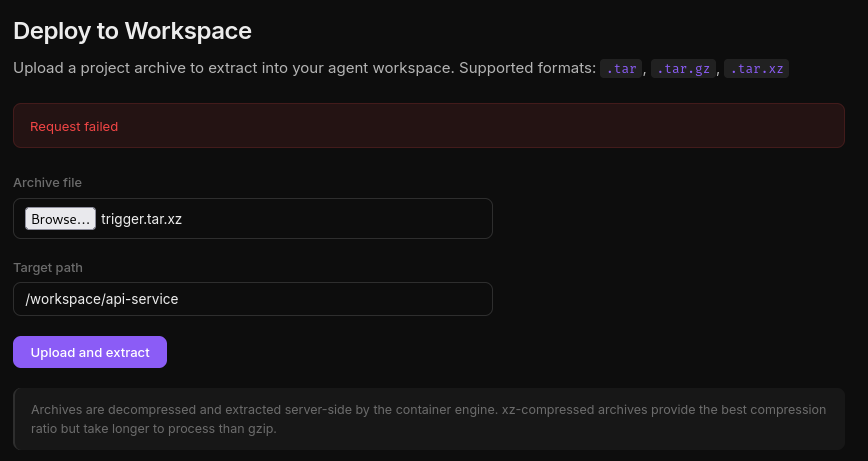 Deploy to Workspace
Upload a project archive to extract into your agent workspace. Supported formats: .tar, .tar.gz, .tar.xz
Request failed
Archive file
Browse... trigger.tar.xz
Target path
/workspace/api-service
Upload and extract
Archives are decompressed and extracted server-side by the container engine. xz-compressed archives provide the best compression
ratio but take longer to process than gzip.